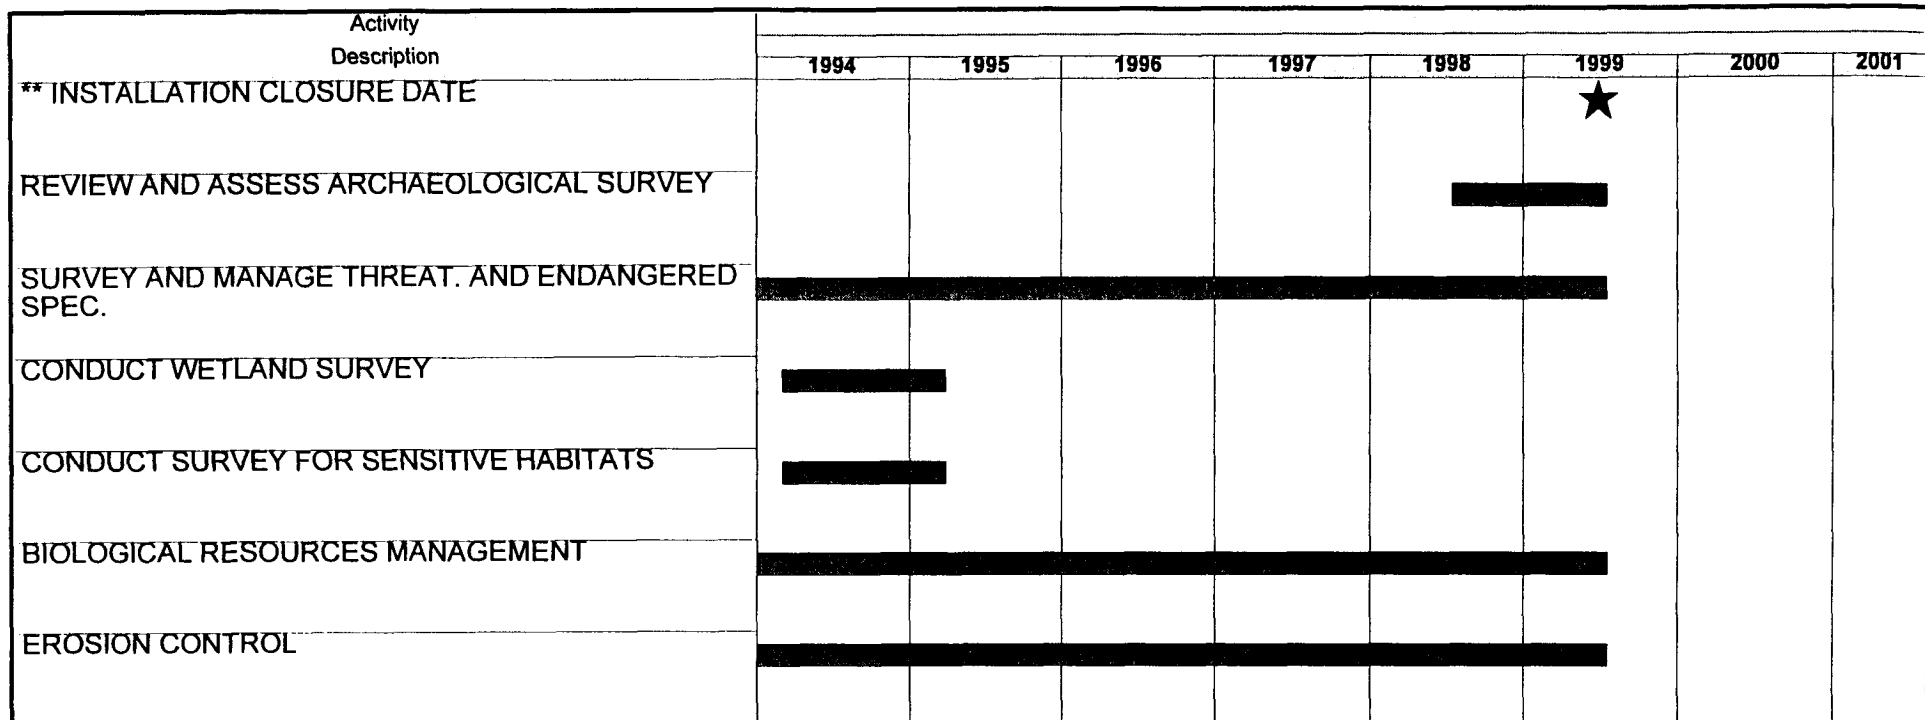 Activity
Description
1994 1995 1996 1997 1998 1999 2000 2001
** INSTALLATION CLOSURE DATE
REVIEW AND ASSESS ARCHAEOLOGICAL SURVEY
SURVEY AND MANAGE THREAT. AND ENDANGERED
SPEC.
CONDUCT WETLAND SURVEY
CONDUCT SURVEY FOR SENSITIVE HABITATS
BIOLOGICAL RESOURCES MANAGEMENT
EROSION CONTROL